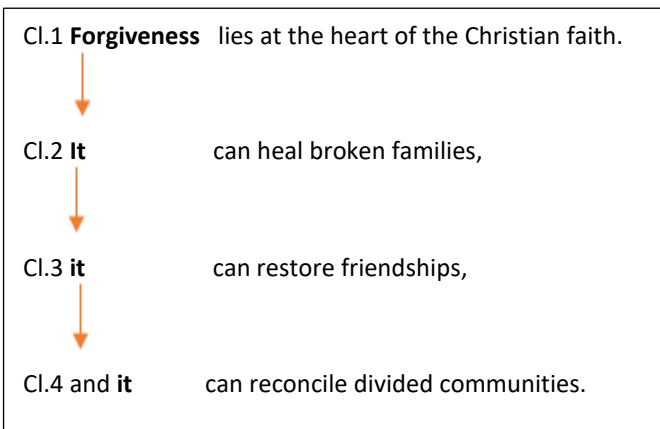 Cl.1 Forgiveness lies at the heart of the Christian faith.
Cl.2 It can heal broken families,
Cl.3 it can restore friendships,
Cl.4 and it can reconcile divided communities.